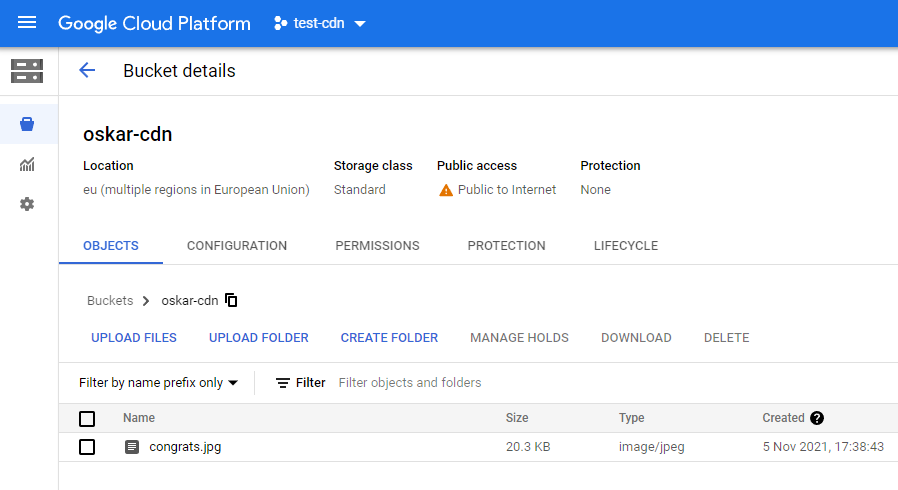 Google Cloud Platform test-cdn
Bucket details
oskar-cdn
Location Storage class Public access Protection
eu (multiple regions in European Union) Standard Public to Internet None
OBJECTS CONFIGURATION PERMISSIONS PROTECTION LIFECYCLE
Buckets > oskar-cdn
UPLOAD FILES UPLOAD FOLDER CREATE FOLDER MANAGE HOLDS DOWNLOAD DELETE
Filter by name prefix only Filter Filter objects and folders
Name Size Type Created ?
congrats.jpg 20.3 KB image/jpeg 5 Nov 2021, 17:38:43